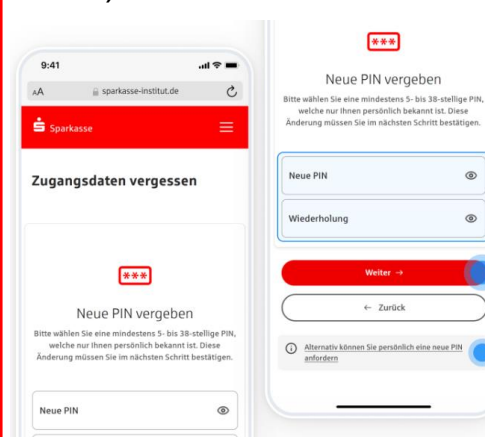 9:41
AA sparkasse-institut.de
Sparkasse
Zugangsdaten vergessen
***
Neue PIN vergeben
Bitte wählen Sie eine mindestens 5- bis 38-stellige PIN,
welche nur Ihnen persönlich bekannt ist. Diese
Änderung müssen Sie im nächsten Schritt bestätigen.
Neue PIN
***
Neue PIN vergeben
Bitte wählen Sie eine mindestens 5- bis 38-stellige PIN,
welche nur Ihnen persönlich bekannt ist. Diese
Änderung müssen Sie im nächsten Schritt bestätigen.
Neue PIN
Wiederholung
Weiter →
← Zurück
Alternativ können Sie persönlich eine neue PIN
anfordern